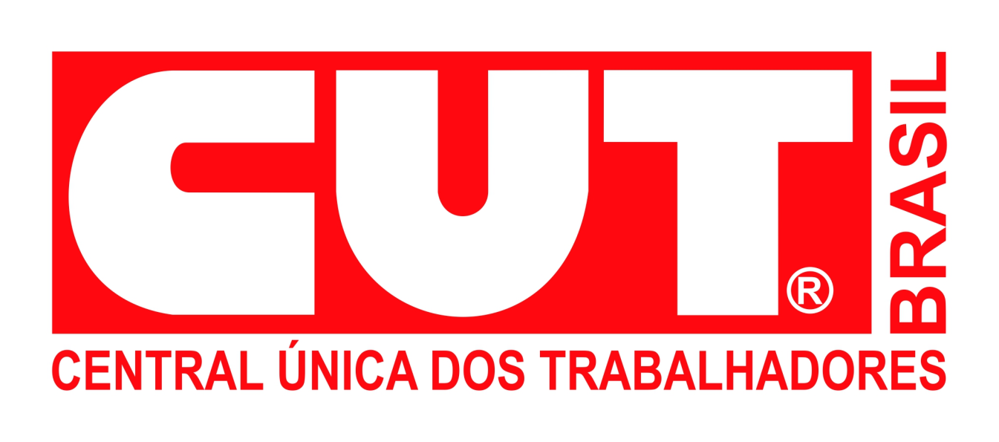 CUT®
BRASIL
CENTRAL ÚNICA DOS TRABALHADORES